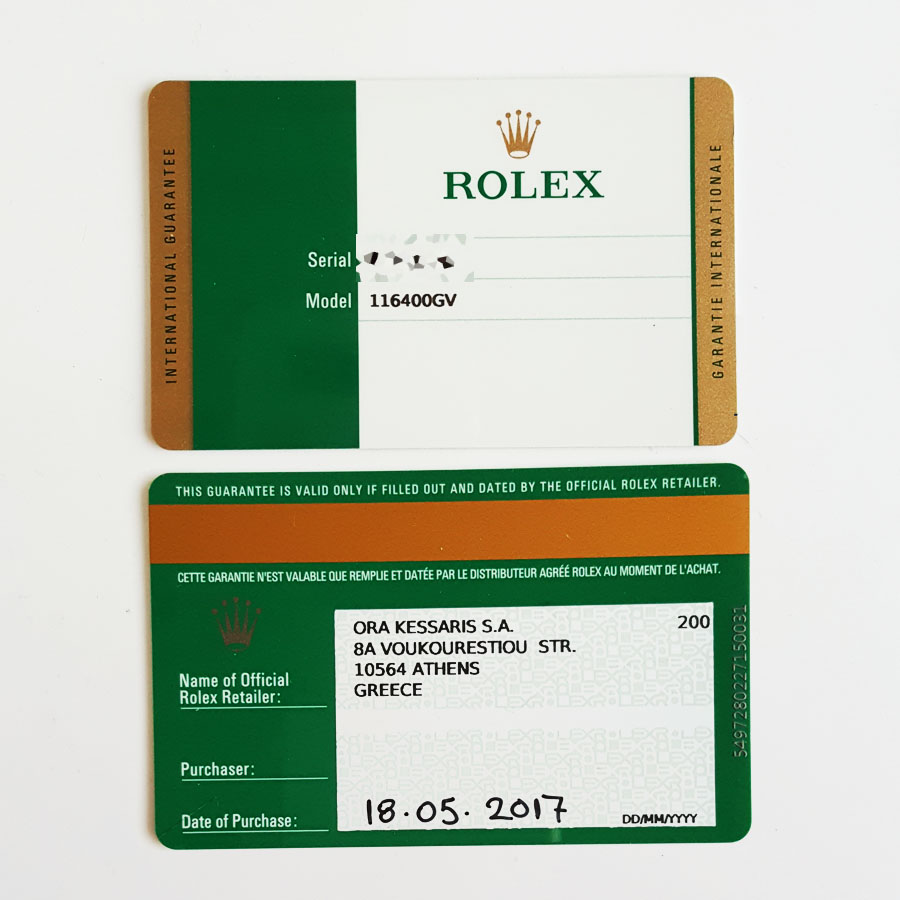 INTERNATIONAL GUARANTEE
ROLEX
Serial
Model 116400GV
GARANTIE INTERNATIONALE
THIS GUARANTEE IS VALID ONLY IF FILLED OUT AND DATED BY THE OFFICIAL ROLEX RETAILER.
CETTE GARANTIE N'EST VALABLE QUE REMPLIE ET DATÉE PAR LE DISTRIBUTEUR AGRÉÉ ROLEX AU MOMENT DE L'ACHAT.
ORA KESSARIS S.A. 200
8A VOUKOURESTIOU STR.
10564 ATHENS
GREECE
Name of Official
Rolex Retailer:
Purchaser:
Date of Purchase: 18.05.2017 DD/MM/YYYY
5497280227150031